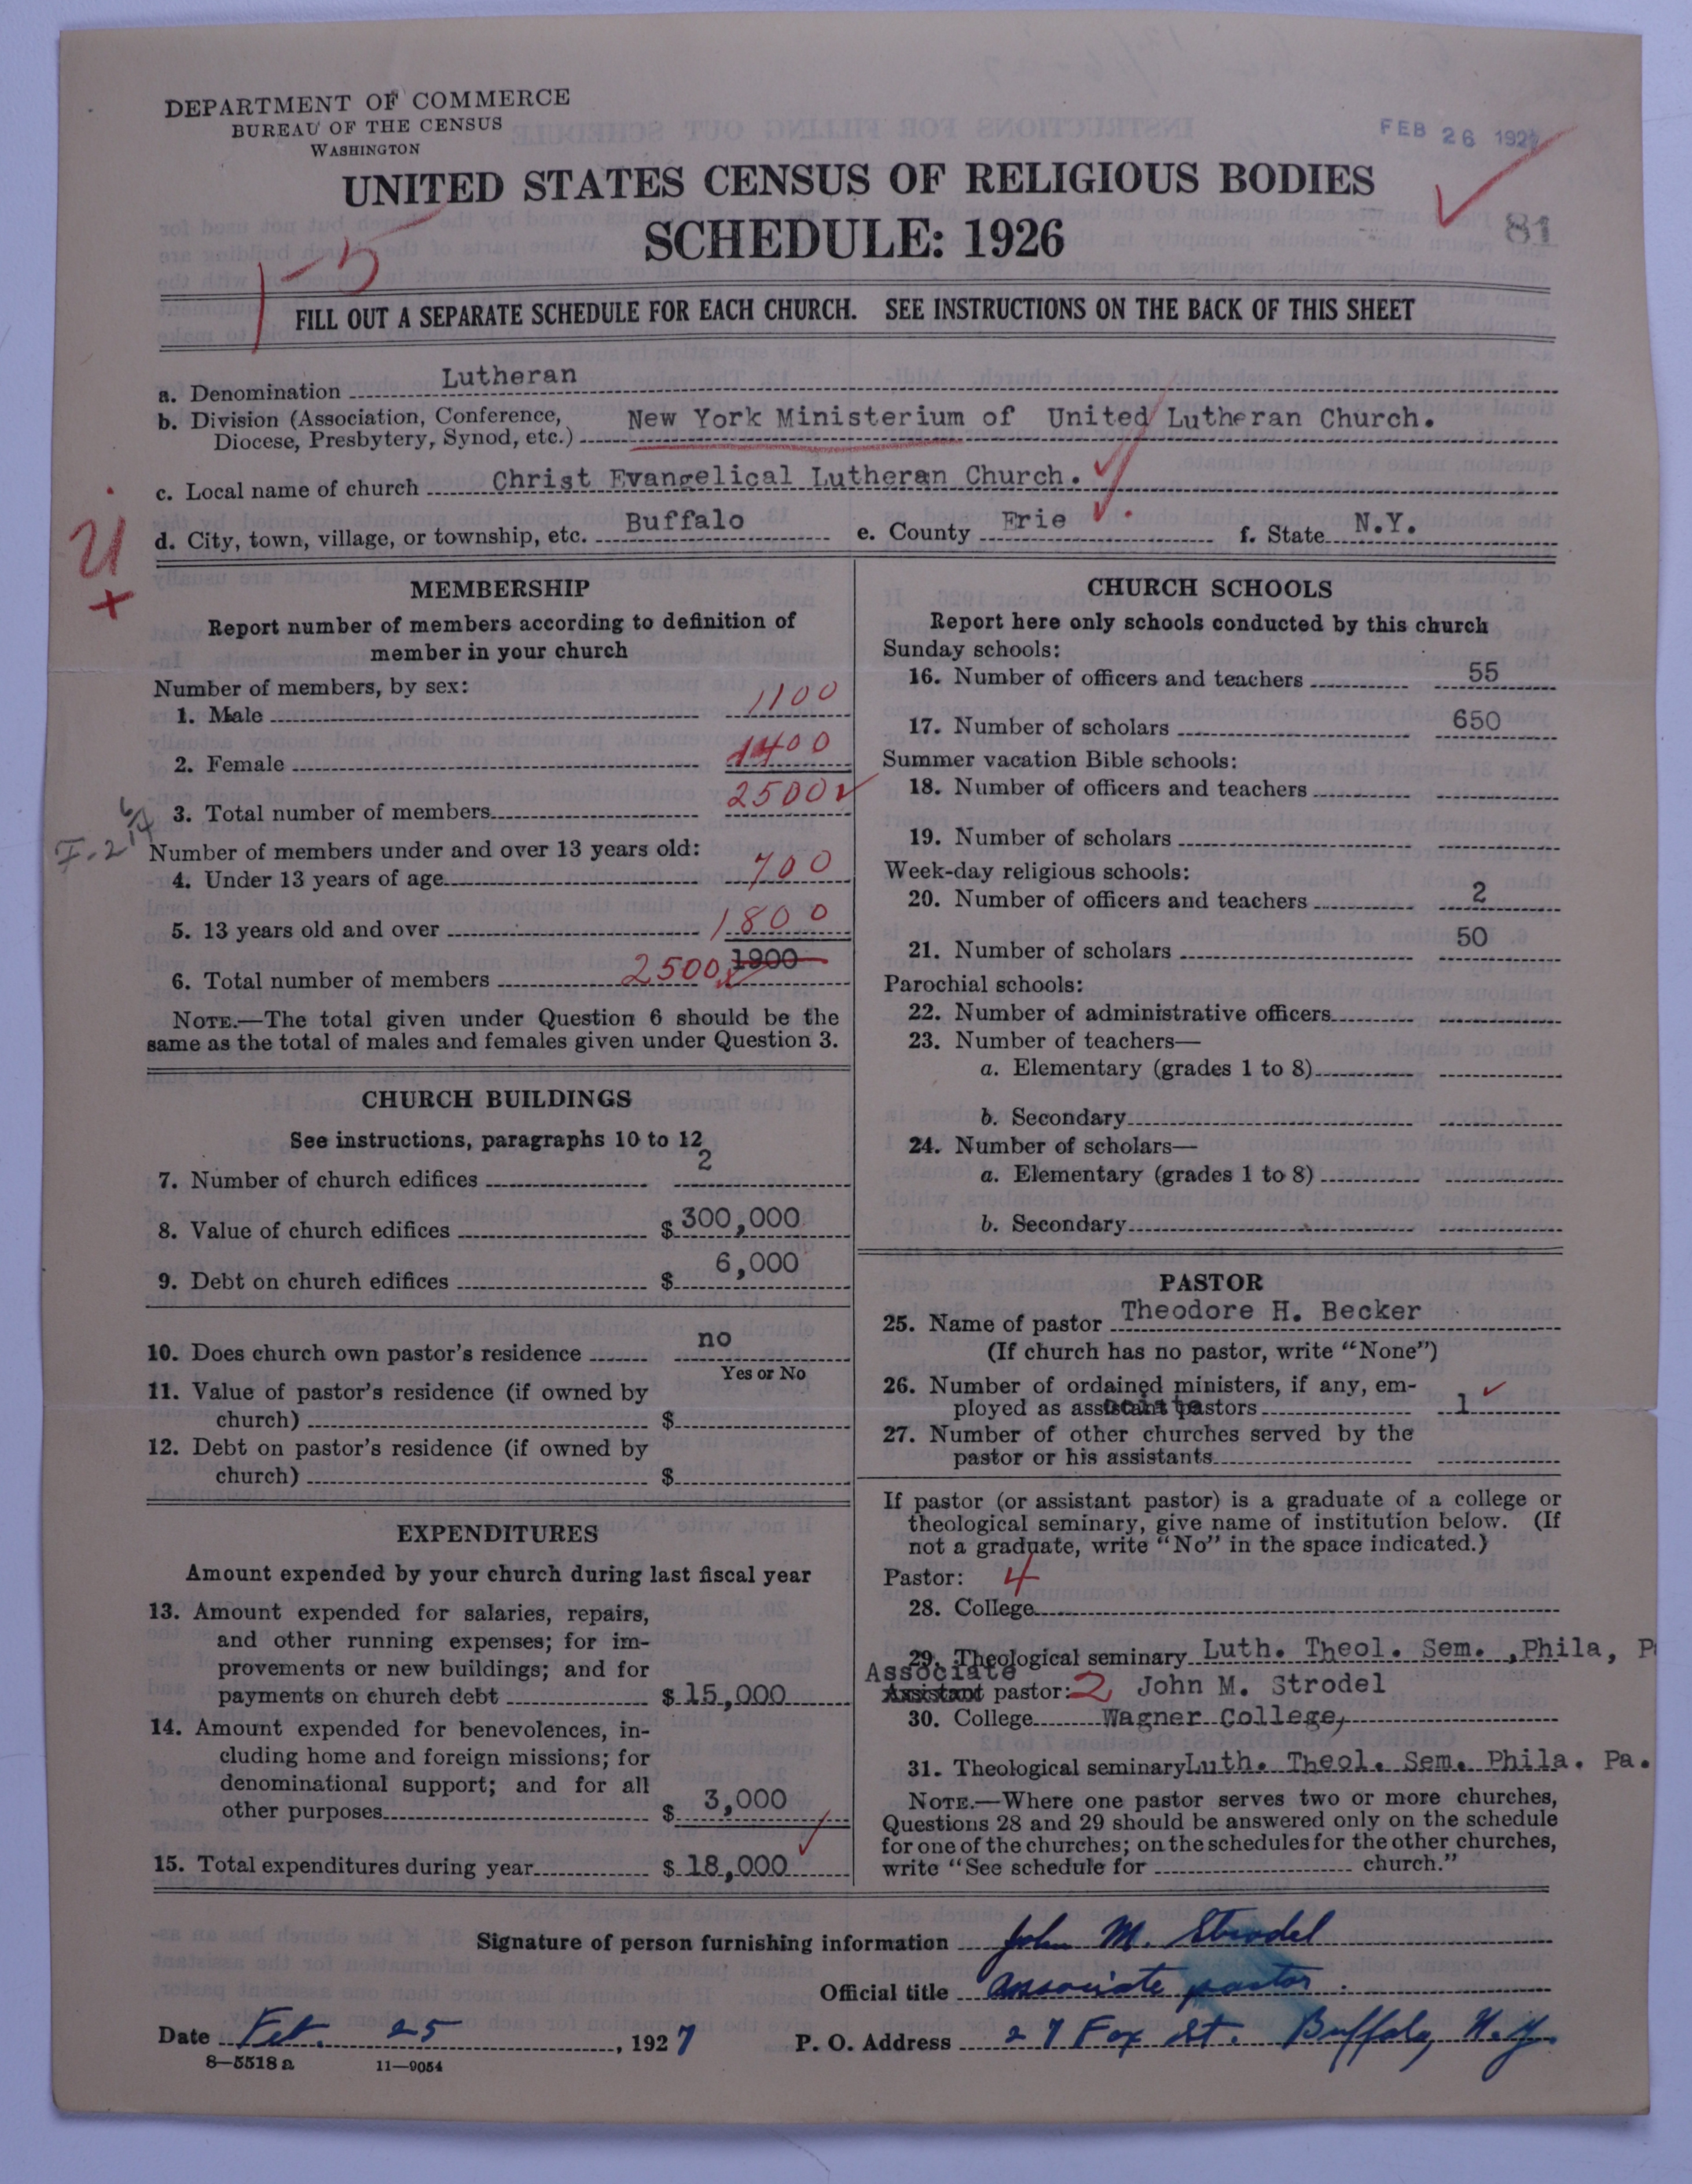 DEPARTMENT OF COMMERCE
BUREAU OF THE CENSUS
WASHINGTON
FEB 26 192
UNITED STATES CENSUS OF RELIGIOUS BODIES
SCHEDULE: 1926
81
1-5
FILL OUT A SEPARATE SCHEDULE FOR EACH CHURCH. SEE INSTRUCTIONS ON THE BACK OF THIS SHEET
a. Denomination Lutheran
b. Division (Association, Conference, Diocese, Presbytery, Synod, etc.) New York Ministerium of United Lutheran Church.
c. Local name of church Christ Evangelical Lutheran Church.
d. City, town, village, or township, etc. Buffalo e. County Erie f. State N.Y.
MEMBERSHIP
Report number of members according to definition of
member in your church
Number of members, by sex:
1. Male 1100
2. Female 1400
3. Total number of members 2500
Number of members under and over 13 years old:
4. Under 13 years of age 700
5. 13 years old and over 1800
6. Total number of members 2500 1900
NOTE.—The total given under Question 6 should be the
same as the total of males and females given under Question 3.
CHURCH BUILDINGS
See instructions, paragraphs 10 to 12
7. Number of church edifices 2
8. Value of church edifices $300,000
9. Debt on church edifices $ 6,000
10. Does church own pastor's residence no
Yes or No
11. Value of pastor's residence (if owned by
church) $
12. Debt on pastor's residence (if owned by
church) $
EXPENDITURES
Amount expended by your church during last fiscal year
13. Amount expended for salaries, repairs,
and other running expenses; for im-
provements or new buildings; and for
payments on church debt $ 15,000
14. Amount expended for benevolences, in-
cluding home and foreign missions; for
denominational support; and for all
other purposes $ 3,000
15. Total expenditures during year $ 18,000
CHURCH SCHOOLS
Report here only schools conducted by this church
Sunday schools:
16. Number of officers and teachers 55
17. Number of scholars 650
Summer vacation Bible schools:
18. Number of officers and teachers
19. Number of scholars
Week-day religious schools:
20. Number of officers and teachers 2
21. Number of scholars 50
Parochial schools:
22. Number of administrative officers
23. Number of teachers—
a. Elementary (grades 1 to 8)
b. Secondary
24. Number of scholars—
a. Elementary (grades 1 to 8)
b. Secondary
PASTOR
25. Name of pastor Theodore H. Becker
(If church has no pastor, write "None")
26. Number of ordained ministers, if any, em-
ployed as associate pastors 1
27. Number of other churches served by the
pastor or his assistants
If pastor (or assistant pastor) is a graduate of a college or
theological seminary, give name of institution below. (If
not a graduate, write "No" in the space indicated.)
Pastor: 4
28. College
29. Theological seminary Luth. Theol. Sem. ,Phila, P
Associate
Assistant pastor: 2 John M. Strodel
30. College Wagner College,
31. Theological seminary Luth. Theol. Sem. Phila. Pa.
NOTE.—Where one pastor serves two or more churches,
Questions 28 and 29 should be answered only on the schedule
for one of the churches; on the schedules for the other churches,
write "See schedule for church."
Signature of person furnishing information John M. Strodel
Official title associate pastor
Date Feb. 25, 1927 P. O. Address 27 Fox St. Buffalo, N.Y.
8—5518 a 11—9054